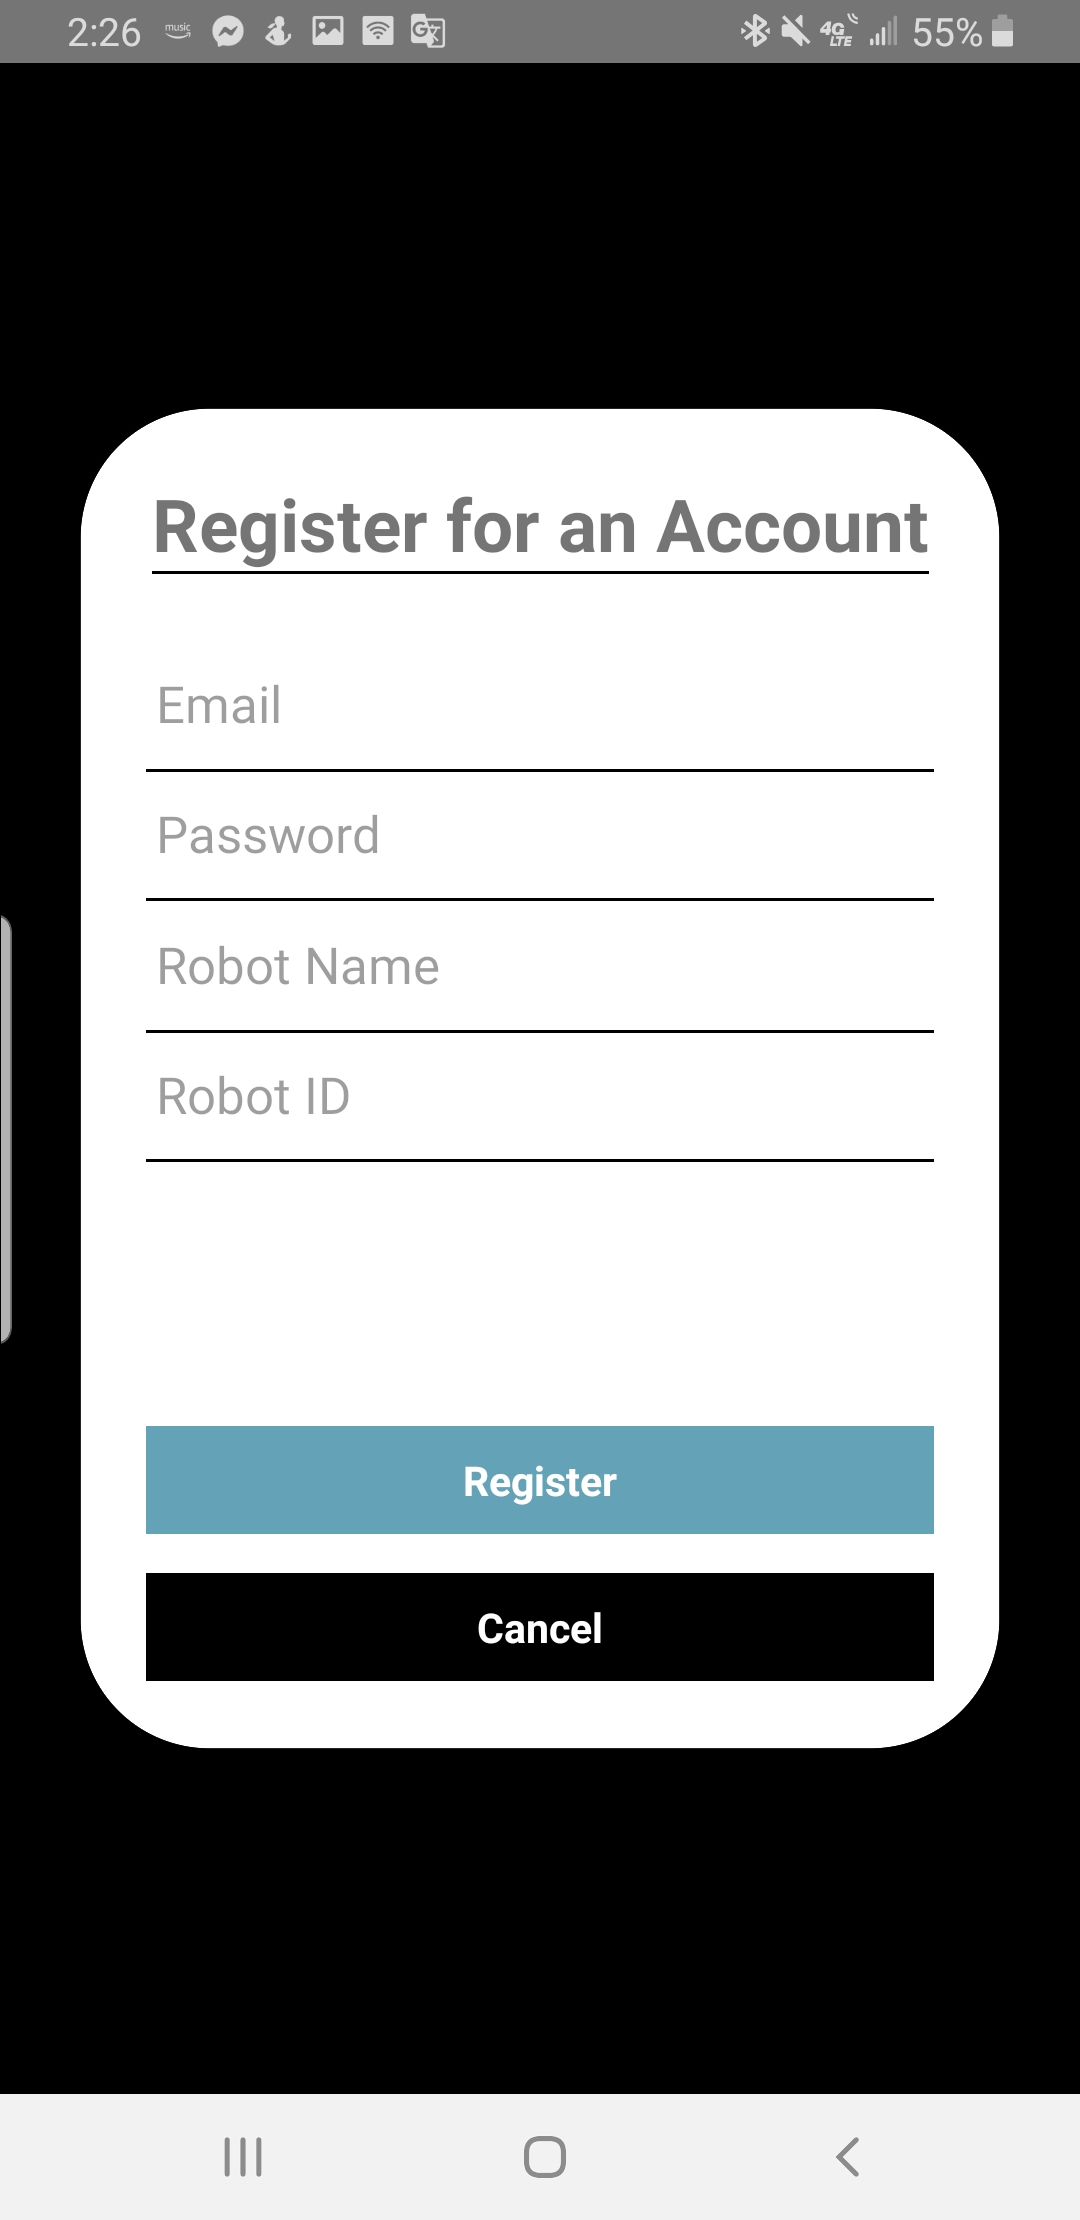 2:26 music 4G LTE 55%
Register for an Account
Email
Password
Robot Name
Robot ID
Register
Cancel